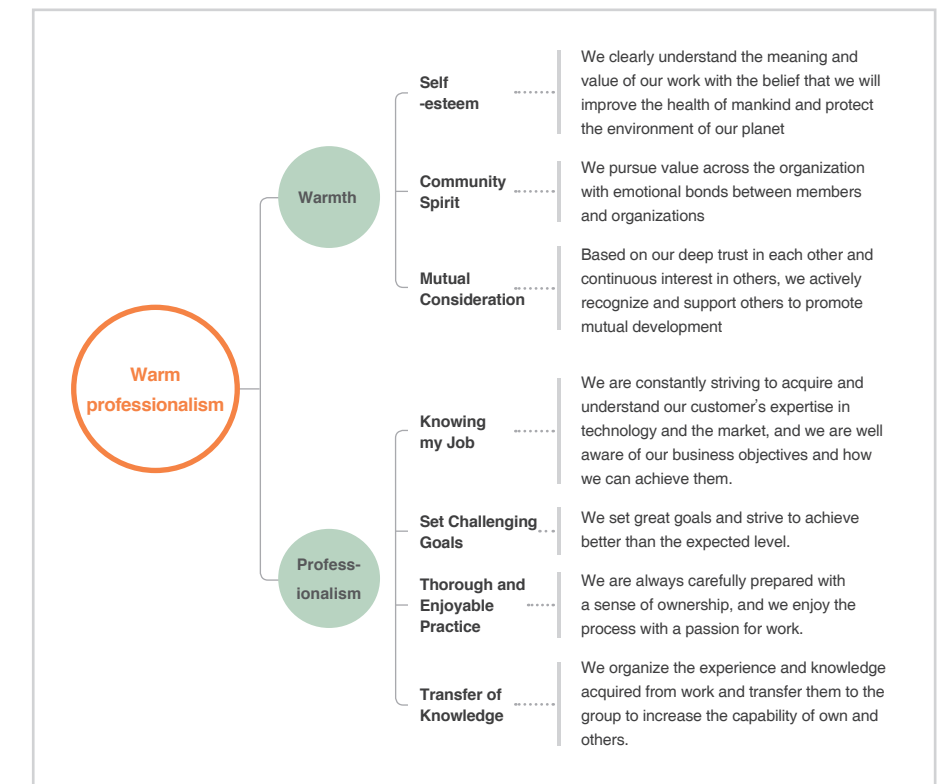 Warm
professionalism
Warmth
Self
-esteem
We clearly understand the meaning and
value of our work with the belief that we will
improve the health of mankind and protect
the environment of our planet
Community
Spirit
We pursue value across the organization
with emotional bonds between members
and organizations
Mutual
Consideration
Based on our deep trust in each other and
continuous interest in others, we actively
recognize and support others to promote
mutual development
Profess-
ionalism
Knowing
my Job
We are constantly striving to acquire and
understand our customer’s expertise in
technology and the market, and we are well
aware of our business objectives and how
we can achieve them.
Set Challenging
Goals
We set great goals and strive to achieve
better than the expected level.
Thorough and
Enjoyable
Practice
We are always carefully prepared with
a sense of ownership, and we enjoy the
process with a passion for work.
Transfer of
Knowledge
We organize the experience and knowledge
acquired from work and transfer them to the
group to increase the capability of own and
others.